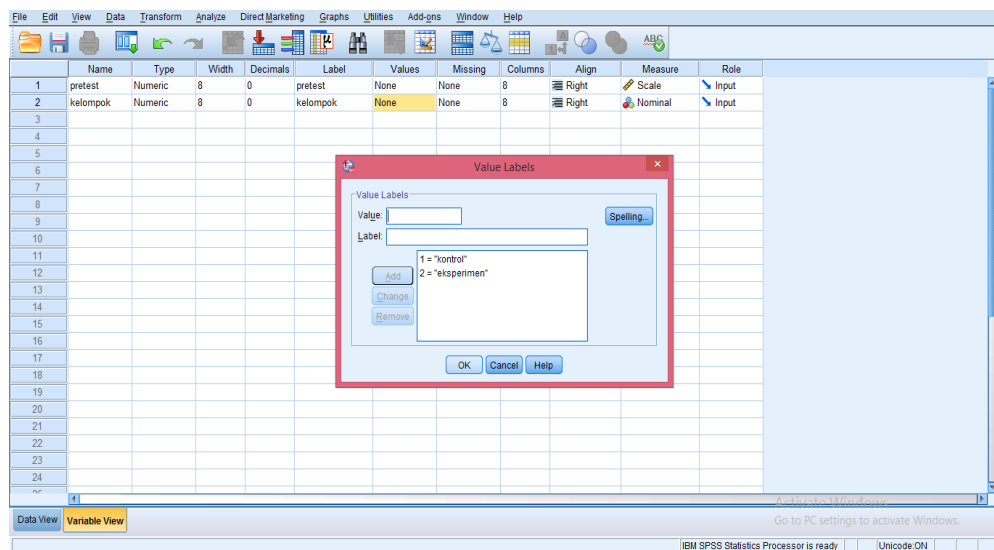 File Edit View Data Transform Analyze Direct Marketing Graphs Utilities Add-ons Window Help
Name Type Width Decimals Label Values Missing Columns Align Measure Role
1 pretest Numeric 8 0 pretest None None 8 Right Scale Input
2 kelompok Numeric 8 0 kelompok None None 8 Right Nominal Input
3
4
5
6
7
8
9
10
11
12
13
14
15
16
17
18
19
20
21
22
23
24
25
Value Labels
Value Labels
Value:
Spelling...
Label:
Add
Change
Remove
1 = "kontrol"
2 = "eksperimen"
OK Cancel Help
Activate Windows
Go to PC settings to activate Windows.
Data View Variable View
IBM SPSS Statistics Processor is ready Unicode:ON